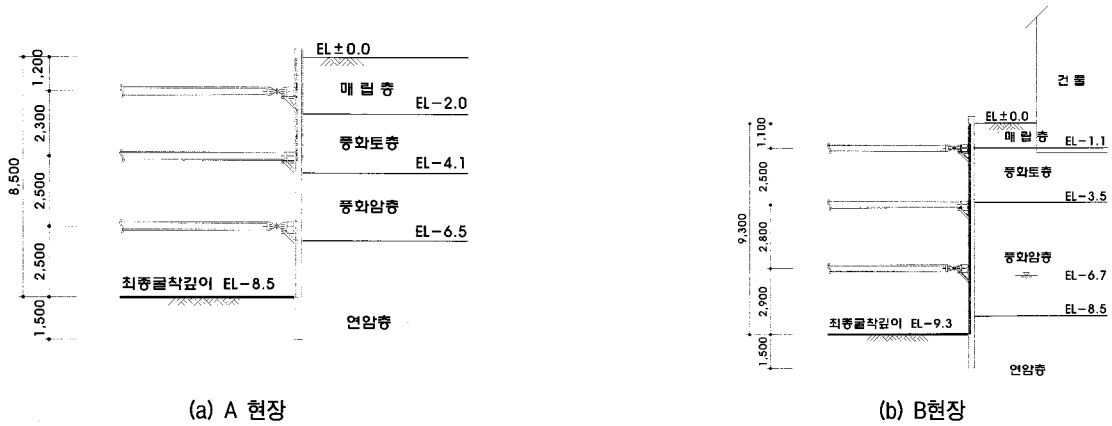 EL±0.0
매립층
EL-2.0
풍화토층
EL-4.1
풍화암층
EL-6.5
최종굴착깊이 EL-8.5
연암층
1,200
2,300
2,500
2,500
1,500
8,500
(a) A 현장
건물
EL±0.0
매립층
EL-1.1
풍화토층
EL-3.5
풍화암층
EL-6.7
EL-8.5
최종굴착깊이 EL-9.3
연암층
1,100
2,500
2,800
2,900
1,500
9,300
(b) B현장